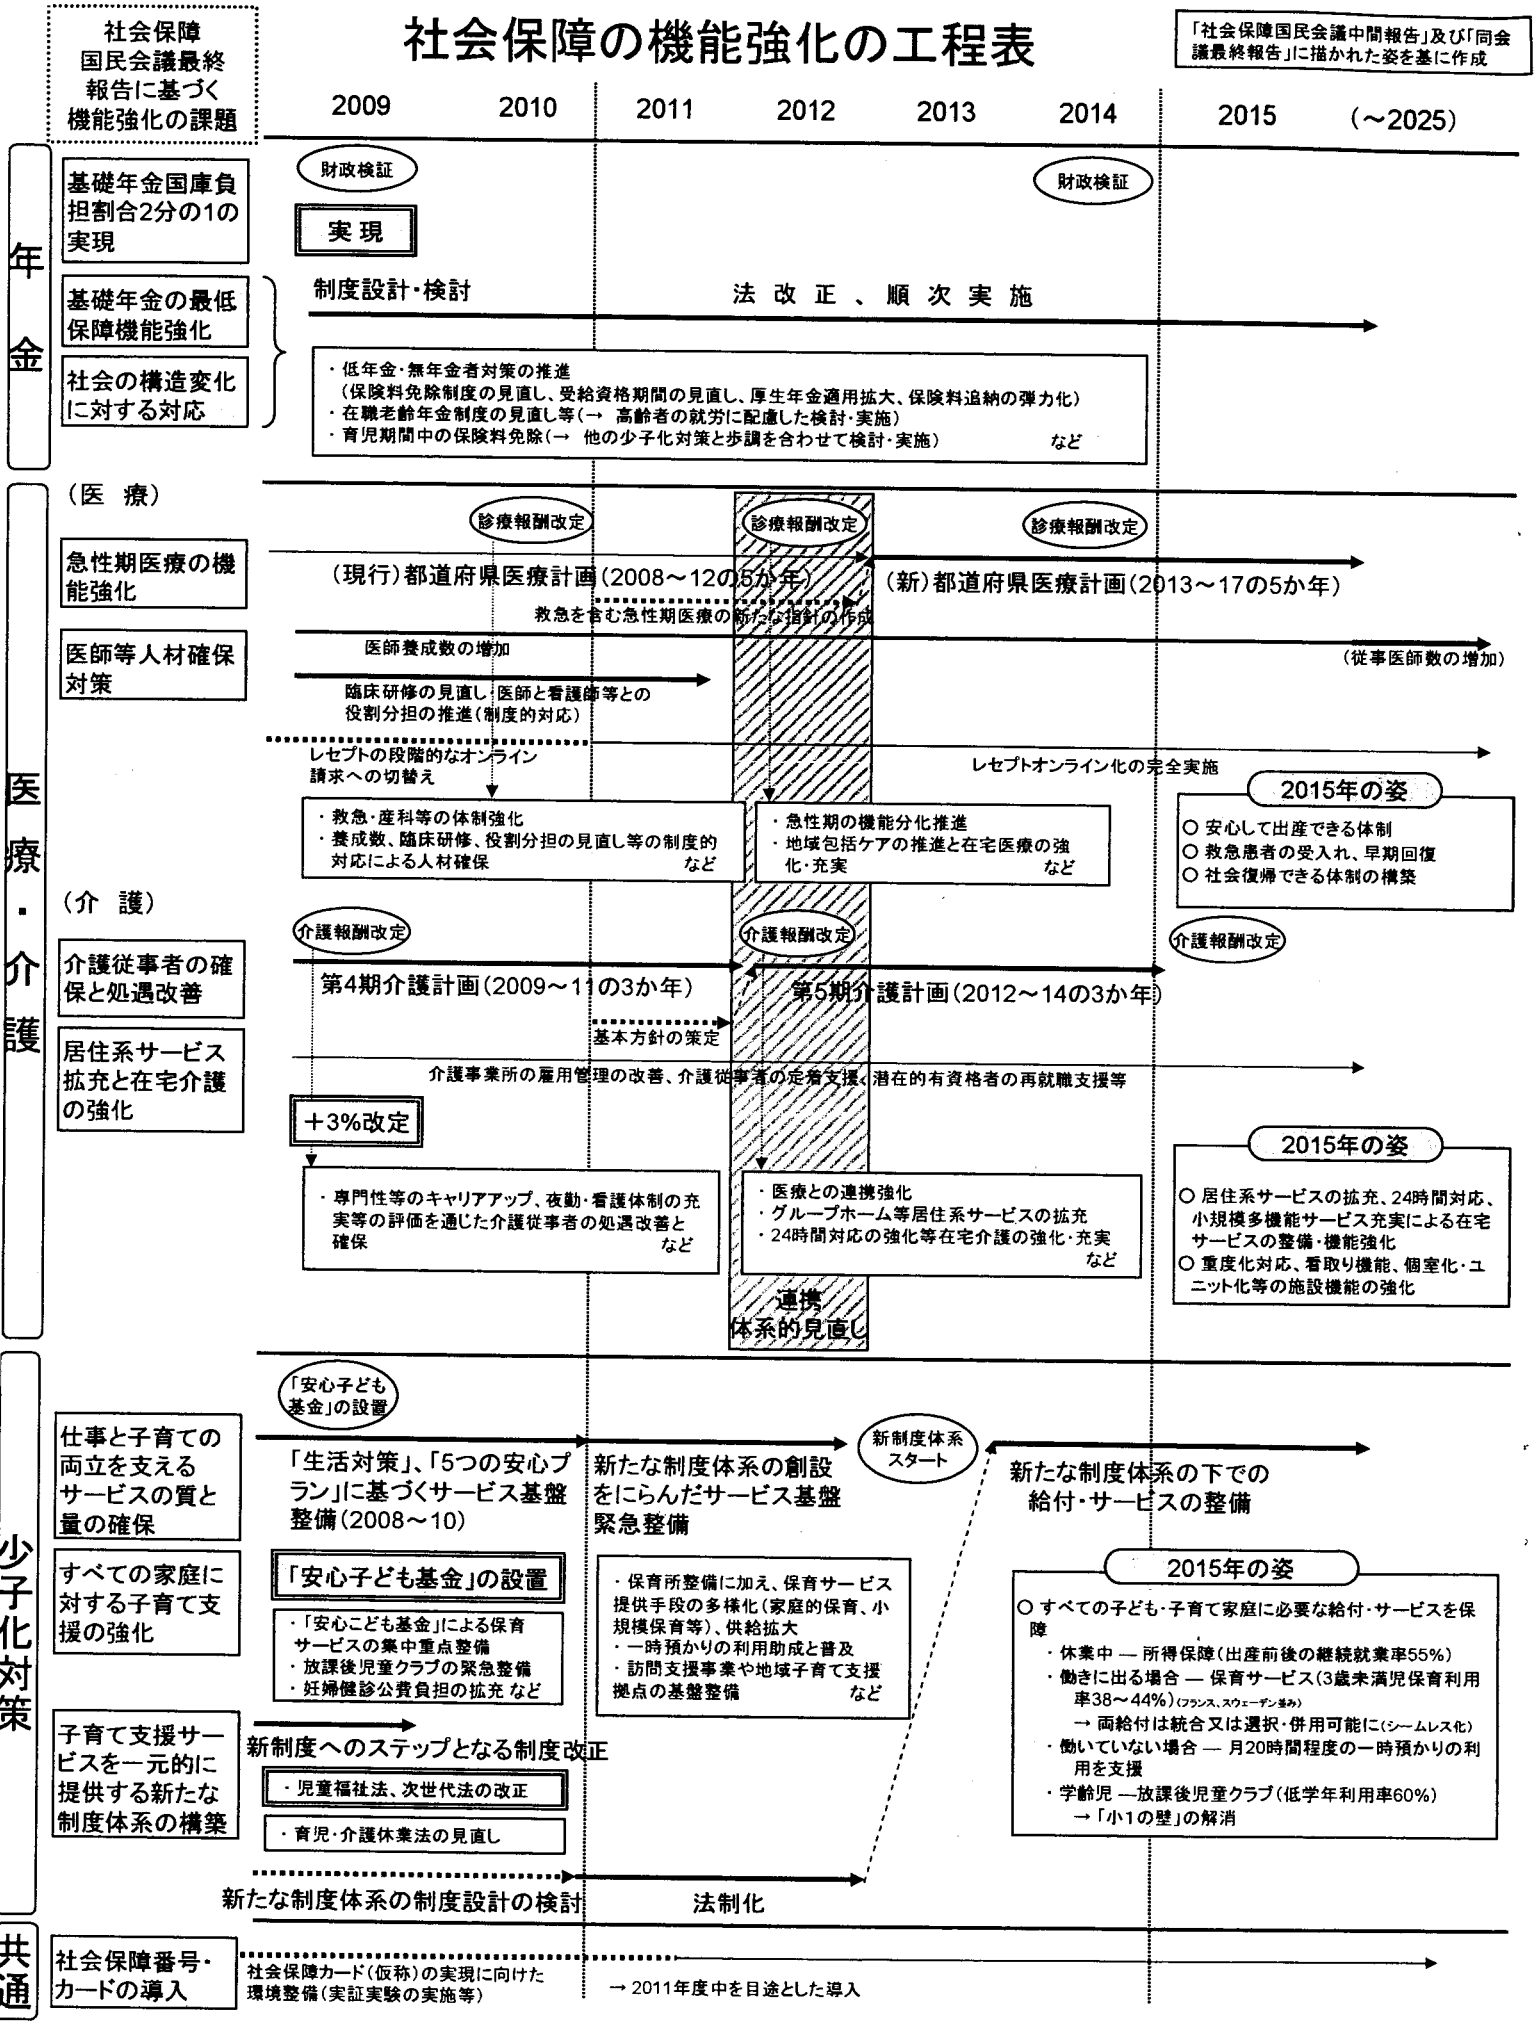 社会保障
国民会議最終
報告に基づく
機能強化の課題
社会保障の機能強化の工程表
「社会保障国民会議中間報告」及び「同会
議最終報告」に描かれた姿を基に作成
2009
2010
2011
2012
2013
2014
2015
(～2025)
年金
基礎年金国庫負
担割合2分の1の
実現
財政検証
財政検証
実現
基礎年金の最低
保障機能強化
社会の構造変化
に対する対応
制度設計・検討
法改正、順次実施
・低年金・無年金者対策の推進
(保険料免除制度の見直し、受給資格期間の見直し、厚生年金適用拡大、保険料追納の弾力化)
・在職老齢年金制度の見直し等(→ 高齢者の就労に配慮した検討・実施)
・育児期間中の保険料免除(→ 他の少子化対策と歩調を合わせて検討・実施) など
医療・介護
(医 療)
診療報酬改定
診療報酬改定
診療報酬改定
急性期医療の機
能強化
(現行)都道府県医療計画(2008～12の5か年)
(新)都道府県医療計画(2013～17の5か年)
救急を含む急性期医療の新たな指針の作成
医師等人材確保
対策
医師養成数の増加
(従事医師数の増加)
臨床研修の見直し・医師と看護師等との
役割分担の推進(制度的対応)
レセプトの段階的なオンライン
請求への切替え
レセプトオンライン化の完全実施
・救急・産科等の体制強化
・養成数、臨床研修、役割分担の見直し等の制度的
対応による人材確保 など
・急性期の機能分化推進
・地域包括ケアの推進と在宅医療の強
化・充実 など
2015年の姿
○ 安心して出産できる体制
○ 救急患者の受入れ、早期回復
○ 社会復帰できる体制の構築
(介 護)
介護報酬改定
介護報酬改定
介護報酬改定
介護従事者の確
保と処遇改善
第4期介護計画(2009～11の3か年)
第5期介護計画(2012～14の3か年)
基本方針の策定
居住系サービス
拡充と在宅介護
の強化
介護事業所の雇用管理の改善、介護従事者の定着支援、潜在的有資格者の再就職支援等
＋3%改定
・専門性等のキャリアアップ、夜勤・看護体制の充
実等の評価を通じた介護従事者の処遇改善と
確保 など
・医療との連携強化
・グループホーム等居住系サービスの拡充
・24時間対応の強化等在宅介護の強化・充実
など
2015年の姿
○ 居住系サービスの拡充、24時間対応、
小規模多機能サービス充実による在宅
サービスの整備・機能強化
○ 重度化対応、看取り機能、個室化・ユ
ニット化等の施設機能の強化
連携
体系的見直し
少子化対策
「安心子ども
基金」の設置
仕事と子育ての
両立を支える
サービスの質と
量の確保
「生活対策」、「5つの安心プ
ラン」に基づくサービス基盤
整備(2008～10)
新たな制度体系の創設
をにらんだサービス基盤
緊急整備
新制度体系
スタート
新たな制度体系の下での
給付・サービスの整備
すべての家庭に
対する子育て支
援の強化
「安心子ども基金」の設置
・「安心こども基金」による保育
サービスの集中重点整備
・放課後児童クラブの緊急整備
・妊婦健診公費負担の拡充 など
・保育所整備に加え、保育サービス
提供手段の多様化(家庭的保育、小
規模保育等)、供給拡大
・一時預かりの利用助成と普及
・訪問支援事業や地域子育て支援
拠点の基盤整備 など
2015年の姿
○ すべての子ども・子育て家庭に必要な給付・サービスを保
障
・休業中 ― 所得保障(出産前後の継続就業率55%)
・働きに出る場合 ― 保育サービス(3歳未満児保育利用
率38～44%)(フランス、スウェーデン並み)
→ 両給付は統合又は選択・併用可能に(シームレス化)
・働いていない場合 ― 月20時間程度の一時預かりの利
用を支援
・学齢児 ―放課後児童クラブ(低学年利用率60%)
→ 「小1の壁」の解消
子育て支援サー
ビスを一元的に
提供する新たな
制度体系の構築
新制度へのステップとなる制度改正
・児童福祉法、次世代法の改正
・育児・介護休業法の見直し
新たな制度体系の制度設計の検討
法制化
共通
社会保障番号・
カードの導入
社会保障カード(仮称)の実現に向けた
環境整備(実証実験の実施等)
→ 2011年度中を目途とした導入